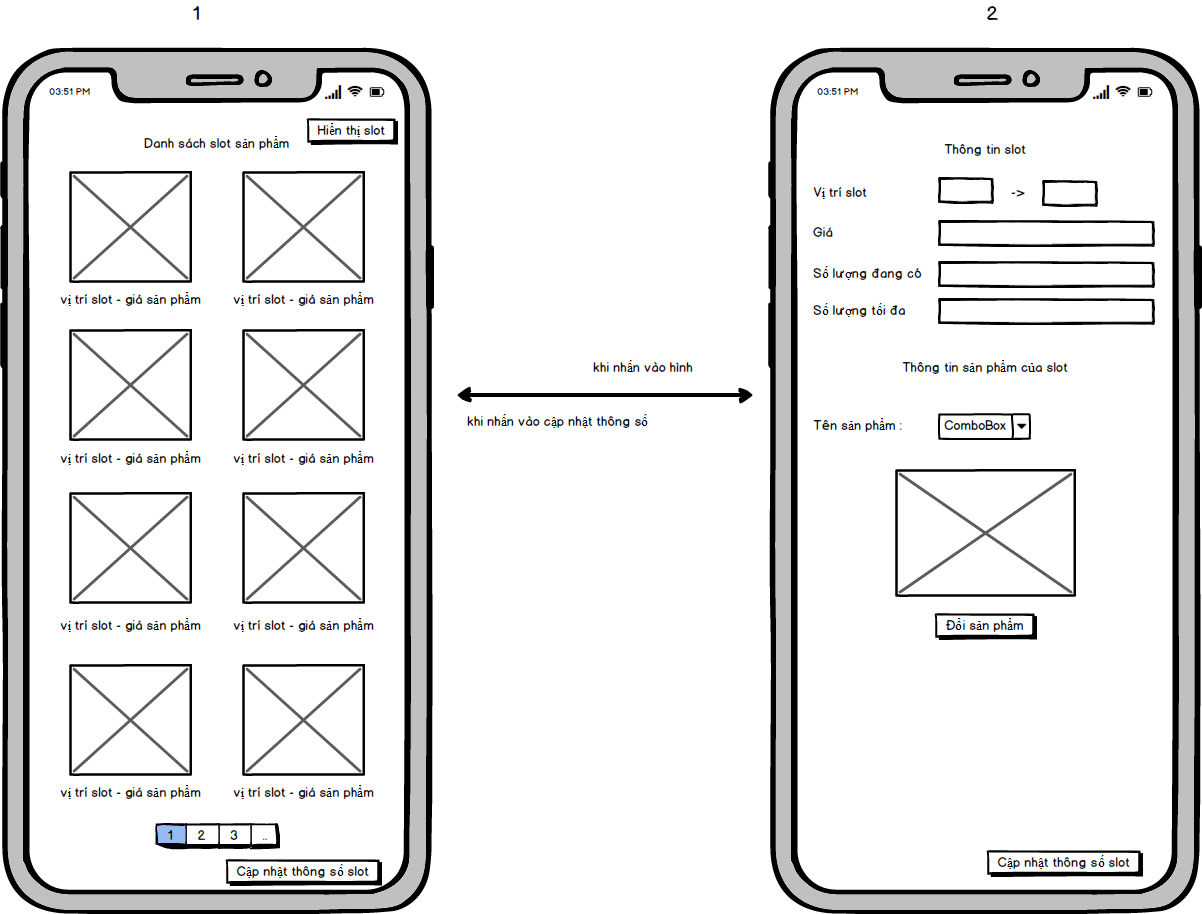 1
03:51 PM
Hiển thị slot
Danh sách slot sản phẩm
vị trí slot - giá sản phẩm
vị trí slot - giá sản phẩm
vị trí slot - giá sản phẩm
vị trí slot - giá sản phẩm
vị trí slot - giá sản phẩm
vị trí slot - giá sản phẩm
vị trí slot - giá sản phẩm
vị trí slot - giá sản phẩm
1 2 3 ..
Cập nhật thông số slot
khi nhấn vào hình
khi nhấn vào cập nhật thông số
2
03:51 PM
Thông tin slot
Vị trí slot ->
Giá
Số lượng đang có
Số lượng tối đa
Thông tin sản phẩm của slot
Tên sản phẩm : ComboBox
Đổi sản phẩm
Cập nhật thông số slot